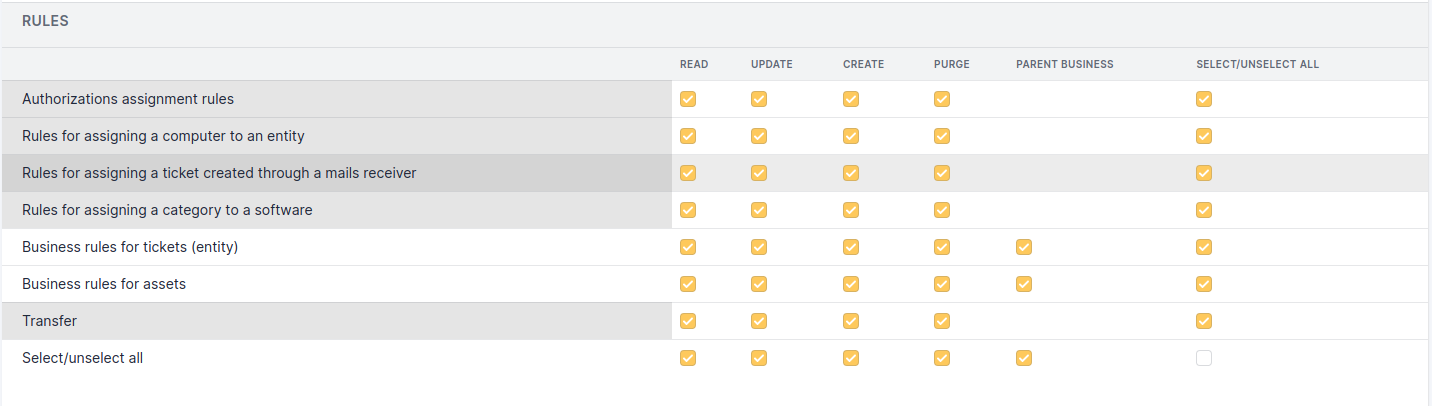 RULES
READ UPDATE CREATE PURGE PARENT BUSINESS SELECT/UNSELECT ALL
Authorizations assignment rules
Rules for assigning a computer to an entity
Rules for assigning a ticket created through a mails receiver
Rules for assigning a category to a software
Business rules for tickets (entity)
Business rules for assets
Transfer
Select/unselect all